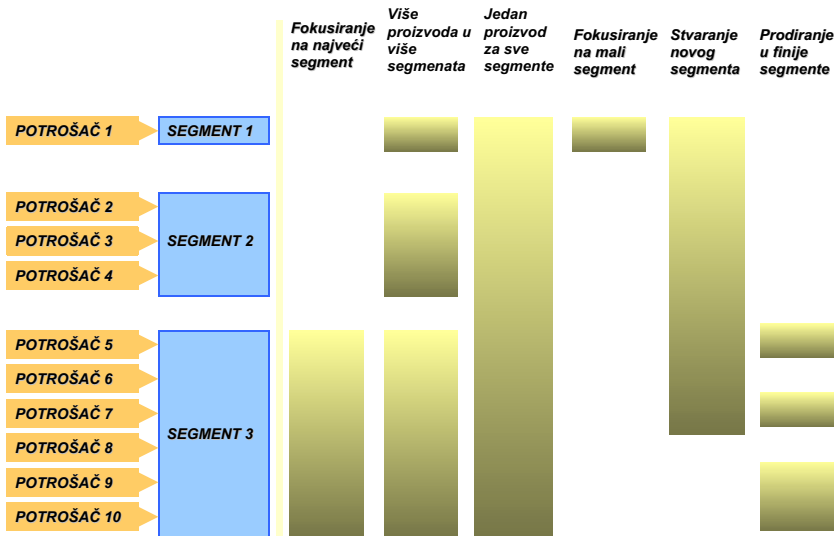 Fokusiranje
na najveći
segment
Više
proizvoda u
više
segmenata
Jedan
proizvod
za sve
segmente
Fokusiranje
na mali
segment
Stvaranje
novog
segmenta
Prodiranje
u finije
segmente
POTROŠAČ 1
SEGMENT 1
POTROŠAČ 2
POTROŠAČ 3
SEGMENT 2
POTROŠAČ 4
POTROŠAČ 5
POTROŠAČ 6
POTROŠAČ 7
SEGMENT 3
POTROŠAČ 8
POTROŠAČ 9
POTROŠAČ 10